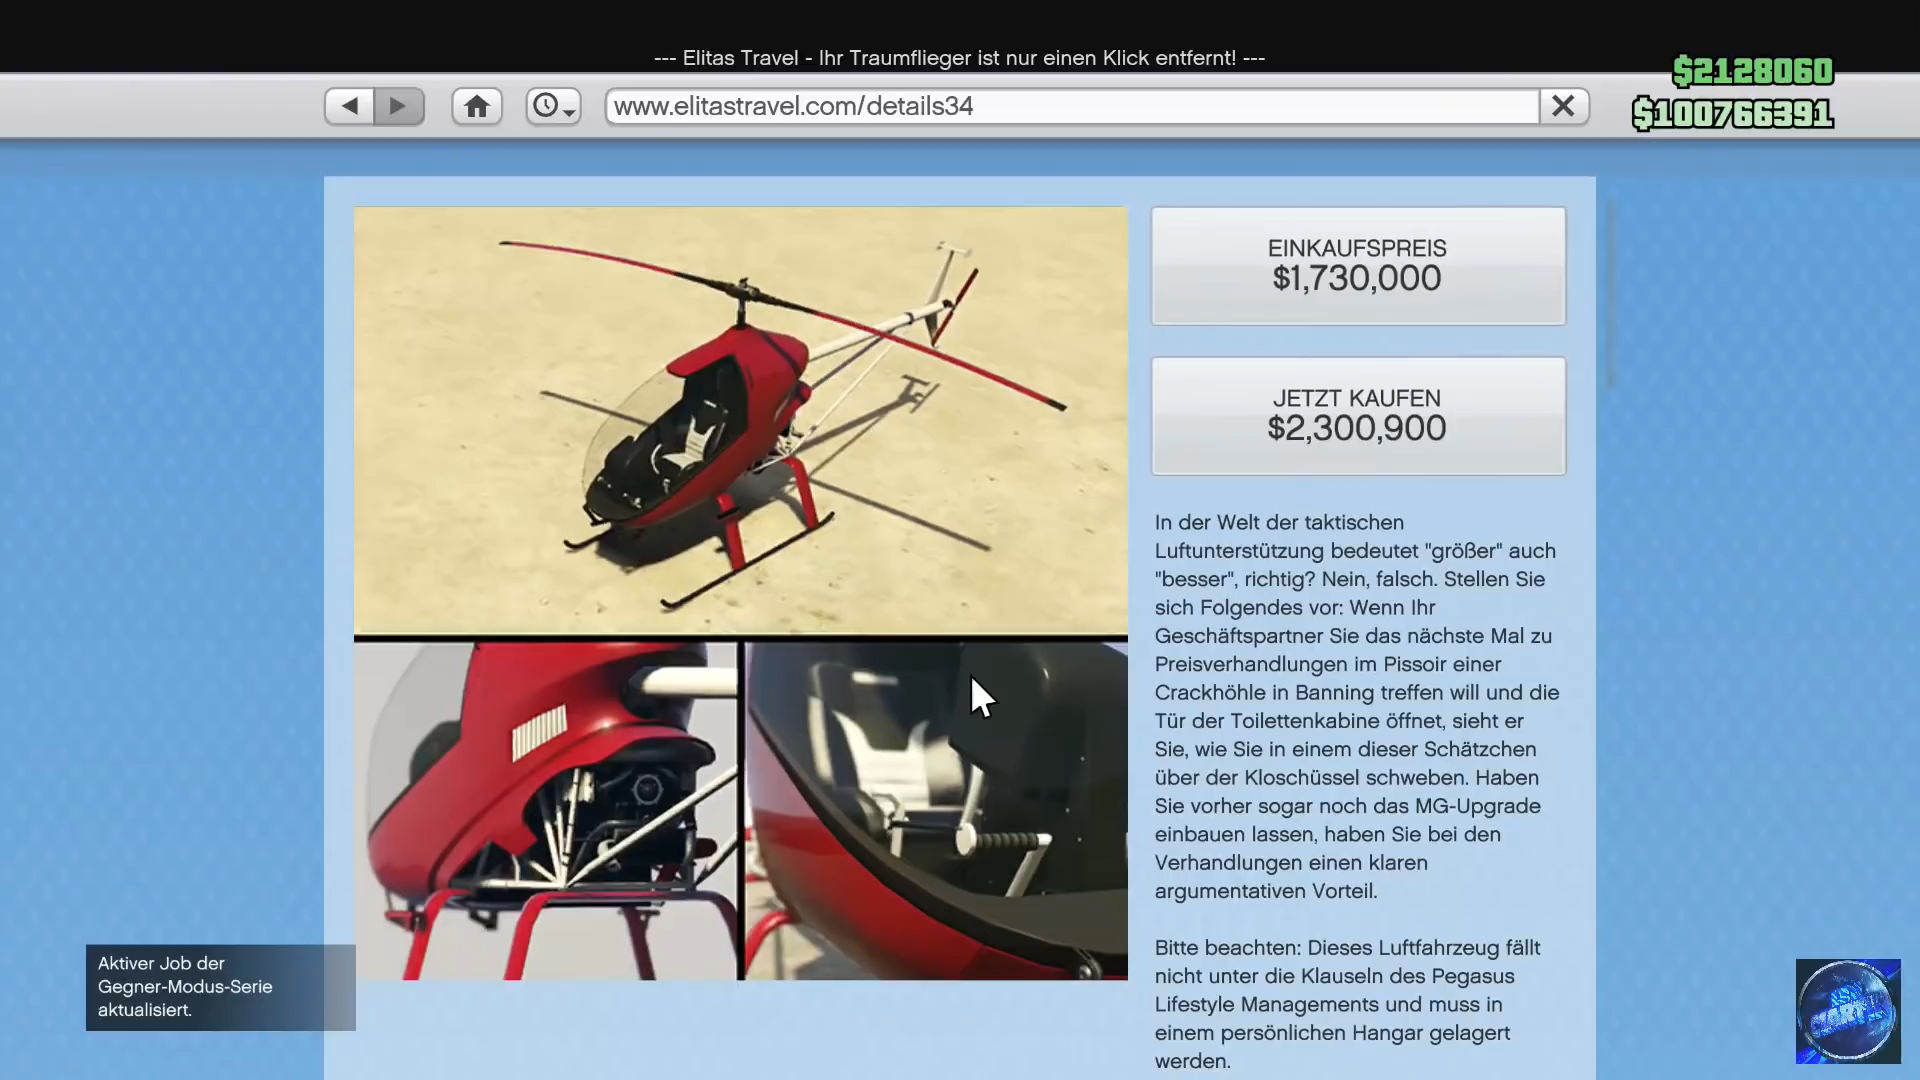 --- Elitas Travel - Ihr Traumflieger ist nur einen Klick entfernt! ---
$2128060
www.elitastravel.com/details34
$100766391
EINKAUFSPREIS
$1,730,000
JETZT KAUFEN
$2,300,900
In der Welt der taktischen
Luftunterstützung bedeutet "größer" auch
"besser", richtig? Nein, falsch. Stellen Sie
sich Folgendes vor: Wenn Ihr
Geschäftspartner Sie das nächste Mal zu
Preisverhandlungen im Pissoir einer
Crackhöhle in Banning treffen will und die
Tür der Toilettenkabine öffnet, sieht er
Sie, wie Sie in einem dieser Schätzchen
über der Kloschüssel schweben. Haben
Sie vorher sogar noch das MG-Upgrade
einbauen lassen, haben Sie bei den
Verhandlungen einen klaren
argumentativen Vorteil.
Bitte beachten: Dieses Luftfahrzeug fällt
nicht unter die Klauseln des Pegasus
Lifestyle Managements und muss in
einem persönlichen Hangar gelagert
werden.
Aktiver Job der
Gegner-Modus-Serie
aktualisiert.